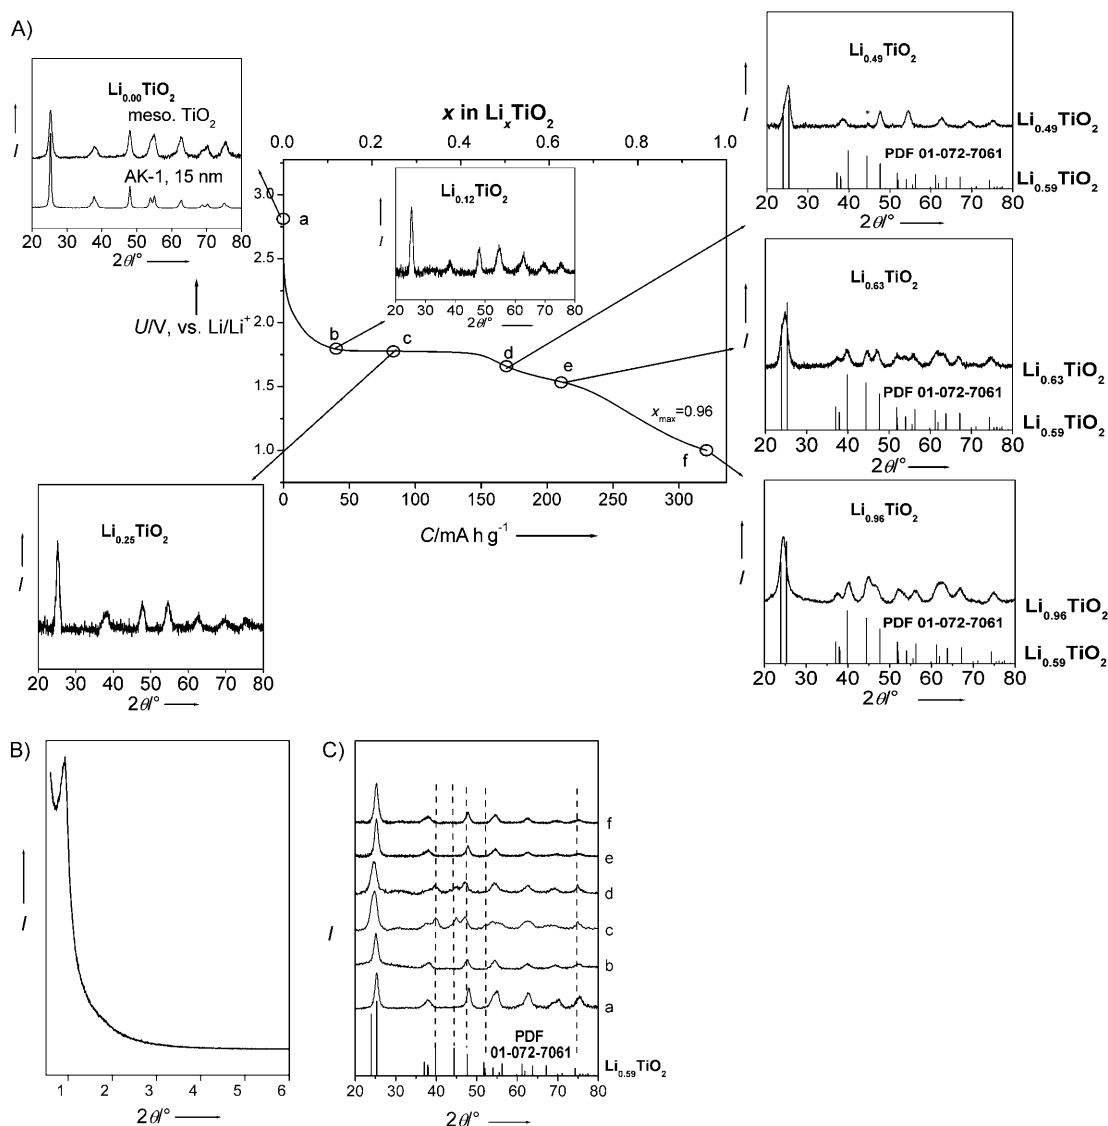 A)
Li0.00TiO2
meso. TiO2
AK-1, 15 nm
I
20 30 40 50 60 70 80
2θ/°
x in LixTiO2
0.0 0.2 0.4 0.6 0.8 1.0
3.0
2.5
2.0
1.5
1.0
U/V, vs. Li/Li+
a
b
c
d
e
f
xmax=0.96
0 50 100 150 200 250 300
C/mA h g-1
Li0.12TiO2
I
20 30 40 50 60 70 80
2θ/°
Li0.49TiO2
I
*
Li0.49TiO2
PDF 01-072-7061
Li0.59TiO2
20 30 40 50 60 70 80
2θ/°
Li0.63TiO2
I
Li0.63TiO2
PDF 01-072-7061
Li0.59TiO2
20 30 40 50 60 70 80
2θ/°
Li0.96TiO2
I
Li0.96TiO2
PDF 01-072-7061
Li0.59TiO2
20 30 40 50 60 70 80
2θ/°
Li0.25TiO2
I
20 30 40 50 60 70 80
2θ/°
B)
I
1 2 3 4 5 6
2θ/°
C)
I
f
e
d
c
b
a
PDF
01-072-7061
Li0.59TiO2
20 30 40 50 60 70 80
2θ/°